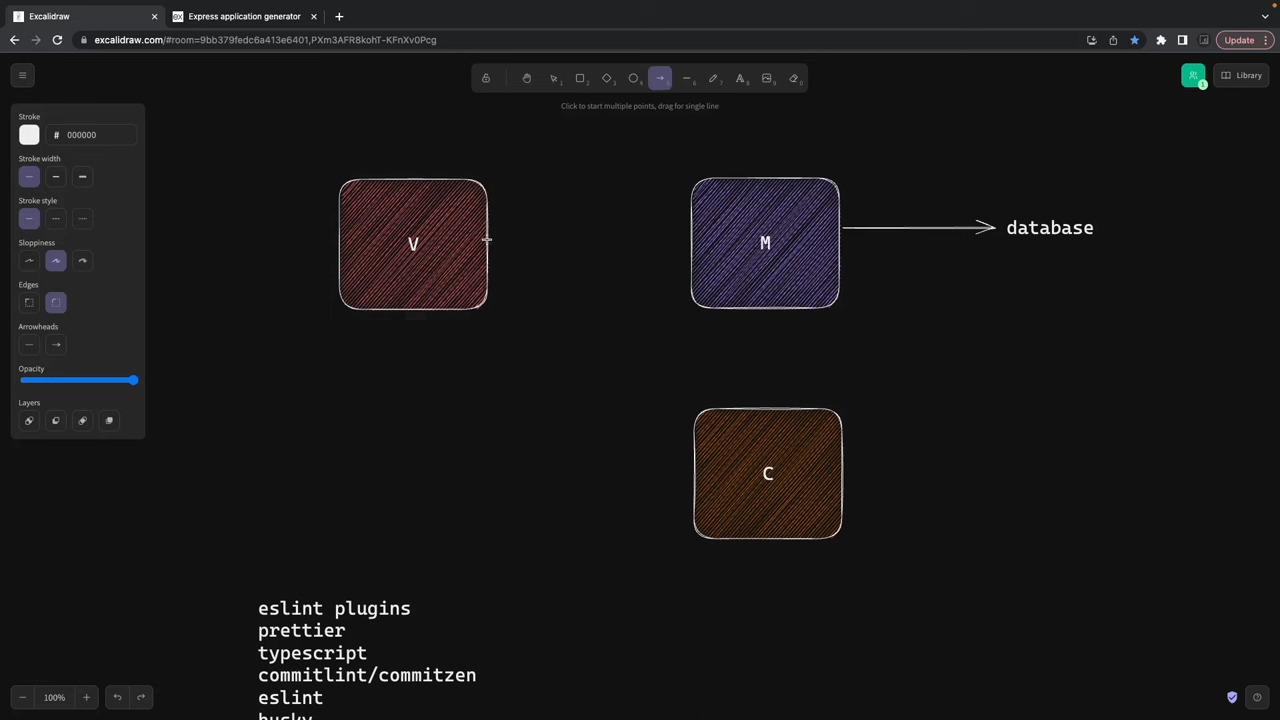 Excalidraw
Express application generator
excalidraw.com/#room=9bb379fedc6a413e6401,PXm3AFR8kohT-KFnXv0Pcg
Update
Library
1
Click to start multiple points, drag for single line
Stroke
# 000000
Stroke width
Stroke style
Sloppiness
Edges
Arrowheads
Opacity
Layers
V
M
database
C
eslint plugins
prettier
typescript
commitlint/commitzen
eslint
husky
100%